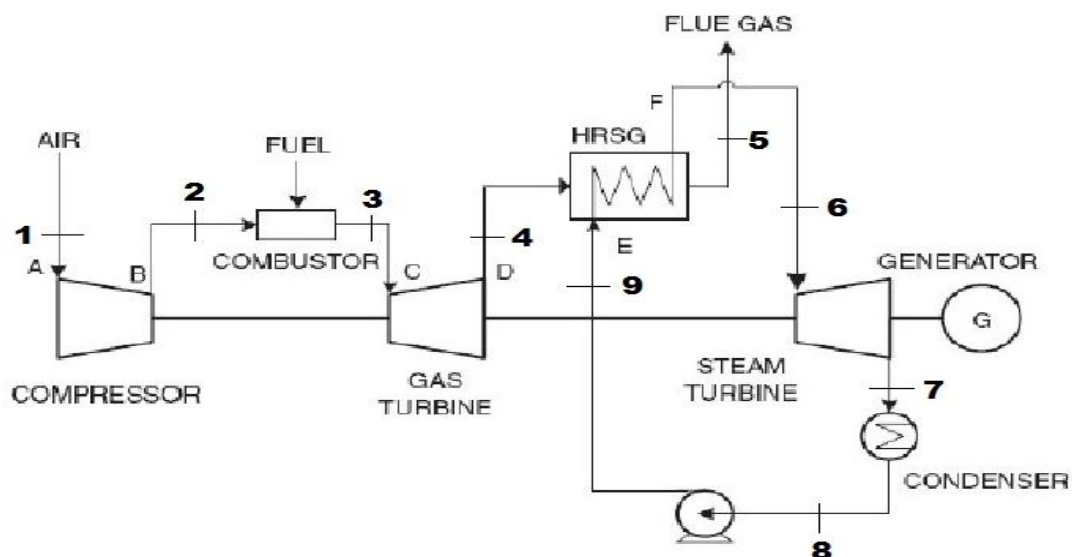 FLUE GAS
AIR
FUEL
F
HRSG
5
2
3
6
1
4
A
B
COMBUSTOR
C
D
E
9
GENERATOR
G
COMPRESSOR
GAS
TURBINE
STEAM
TURBINE
7
CONDENSER
8